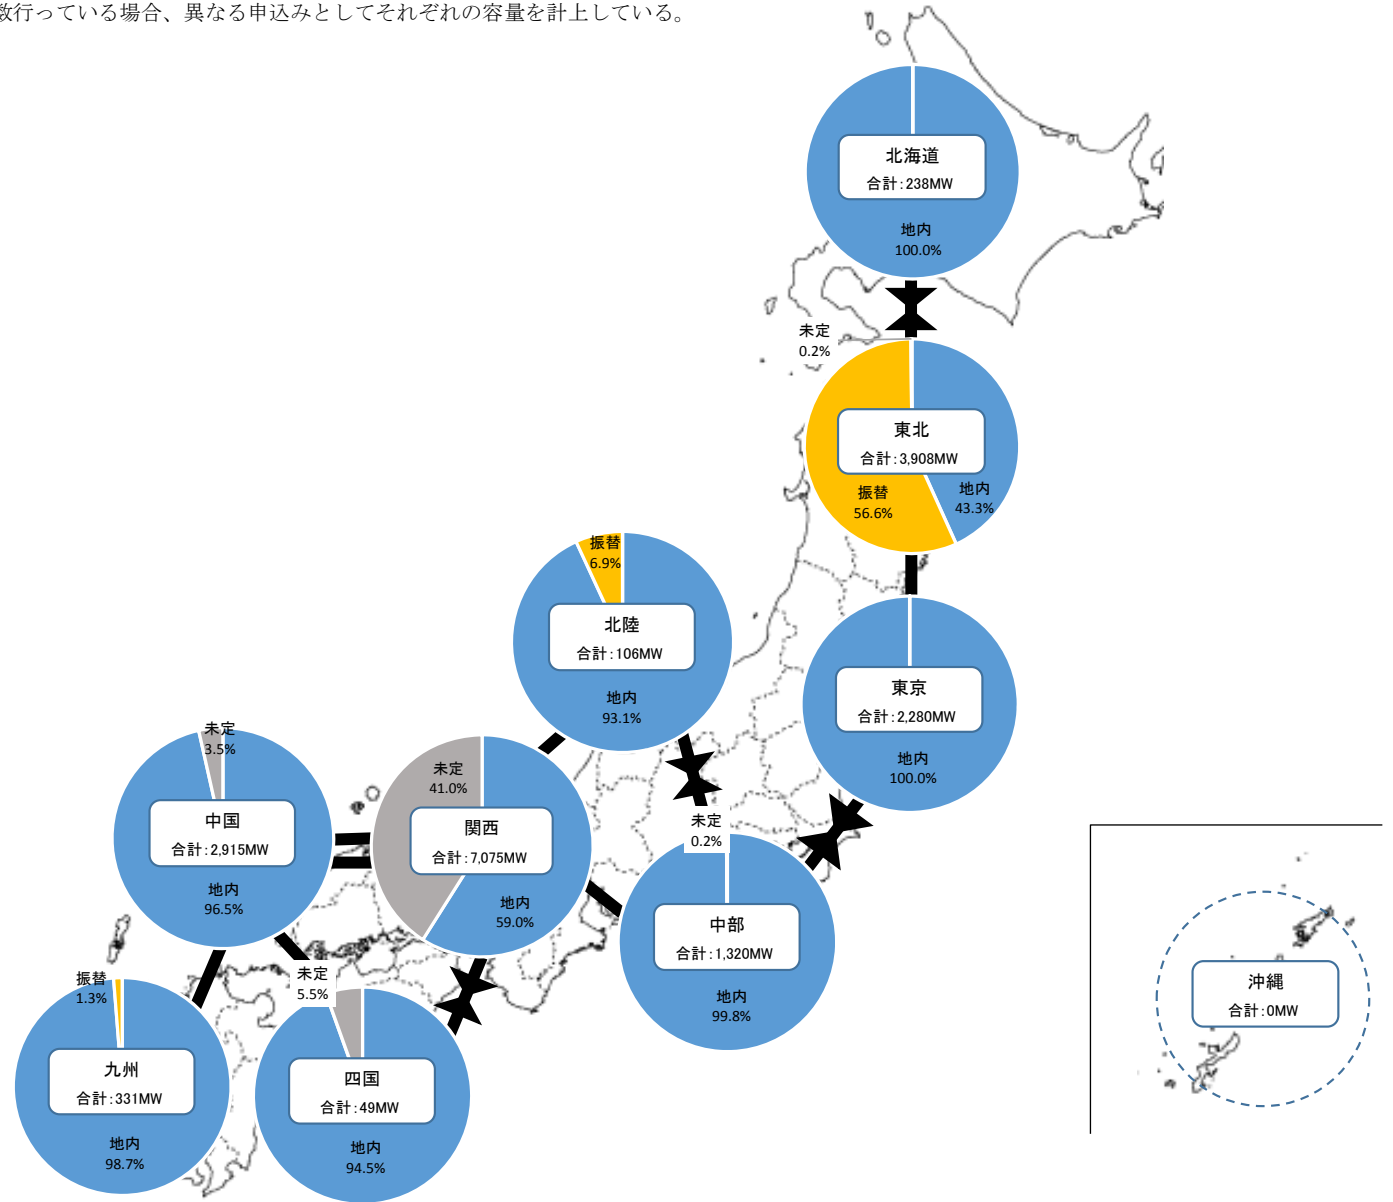 数行っている場合、異なる申込みとしてそれぞれの容量を計上している。
北海道
合計:238MW
地内
100.0%
未定
0.2%
東北
合計:3,908MW
振替
56.6%
地内
43.3%
振替
6.9%
北陸
合計:106MW
地内
93.1%
東京
合計:2,280MW
地内
100.0%
未定
3.5%
中国
合計:2,915MW
地内
96.5%
未定
41.0%
関西
合計:7,075MW
地内
59.0%
未定
0.2%
中部
合計:1,320MW
地内
99.8%
振替
1.3%
九州
合計:331MW
地内
98.7%
未定
5.5%
四国
合計:49MW
地内
94.5%
沖縄
合計:0MW